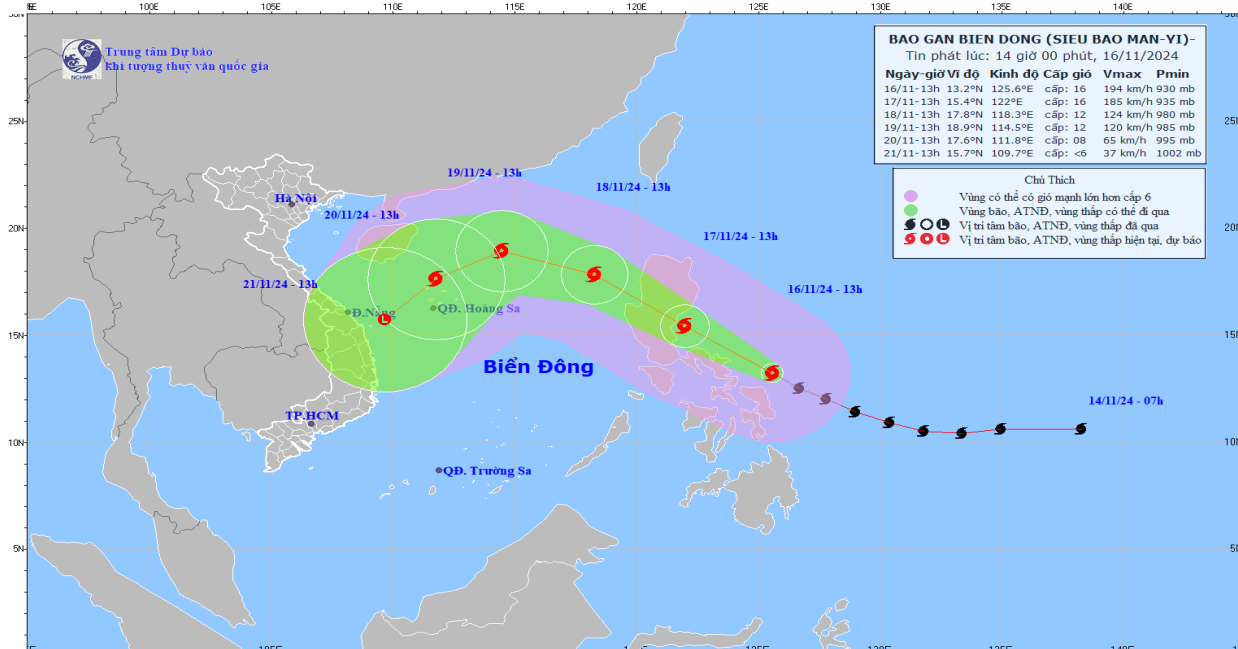 E
105E
110E
115E
120E
125E
130E
135E
140E
30N
Trung tâm Dự báo
khí tượng thuỷ văn quốc gia
NCHMF
BAO GAN BIEN DONG (SIEU BAO MAN-YI)-
Tin phát lúc: 14 giờ 00 phút, 16/11/2024
Ngày-giờ Vĩ độ Kinh độ Cấp gió Vmax Pmin
16/11-13h 13.2°N 125.6°E cấp: 16 194 km/h 930 mb
17/11-13h 15.4°N 122°E cấp: 16 185 km/h 935 mb
18/11-13h 17.8°N 118.3°E cấp: 12 124 km/h 980 mb
19/11-13h 18.9°N 114.5°E cấp: 12 120 km/h 985 mb
20/11-13h 17.6°N 111.8°E cấp: 08 65 km/h 995 mb
21/11-13h 15.7°N 109.7°E cấp: <6 37 km/h 1002 mb
Chú Thích
Vùng có thể có gió mạnh lớn hơn cấp 6
Vùng bão, ATNĐ, vùng thấp có thể đi qua
L
Vị trí tâm bão, ATNĐ, vùng thấp đã qua
L
Vị trí tâm bão, ATNĐ, vùng thấp hiện tại, dự báo
25N
20N
15N
10N
5N
19/11/24 - 13h
18/11/24 - 13h
Hà Nội
20/11/24 - 13h
17/11/24 - 13h
21/11/24 - 13h
16/11/24 - 13h
Đ.Nẵng
QĐ. Hoàng Sa
L
Biển Đông
14/11/24 - 07h
TP.HCM
QĐ. Trường Sa
100E
105E
110E
115E
120E
125E
130E
135E
140E